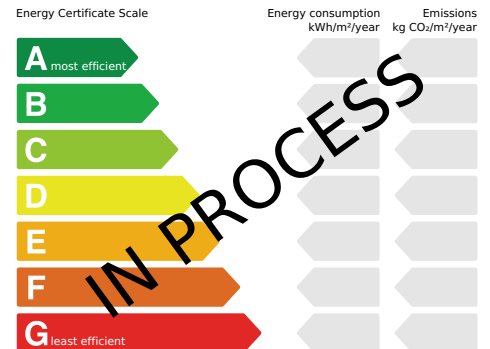 Energy Certificate Scale
Energy consumption
kWh/m²/year
Emissions
kg CO₂/m²/year
A most efficient
B
C
D
E
F
G least efficient
IN PROCESS